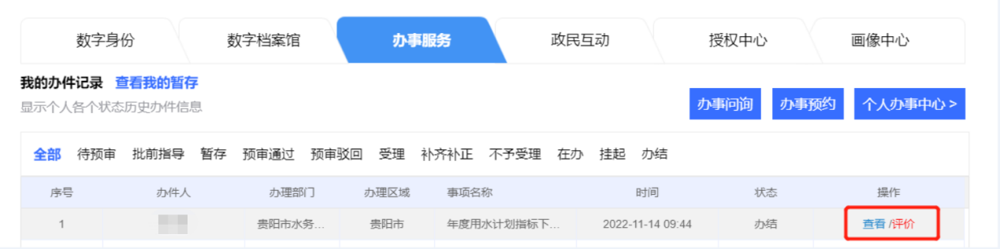 数字身份 数字档案馆 办事服务 政民互动 授权中心 画像中心
我的办件记录 查看我的暂存
显示个人各个状态历史办件信息
办事问询 办事预约 个人办事中心 >
全部 待预审 批前指导 暂存 预审通过 预审驳回 受理 补齐补正 不予受理 在办 挂起 办结
序号 办件人 办理部门 办理区域 事项名称 时间 状态 操作
1 贵阳市水务... 贵阳市 年度用水计划指标下... 2022-11-14 09:44 办结 查看 /评价